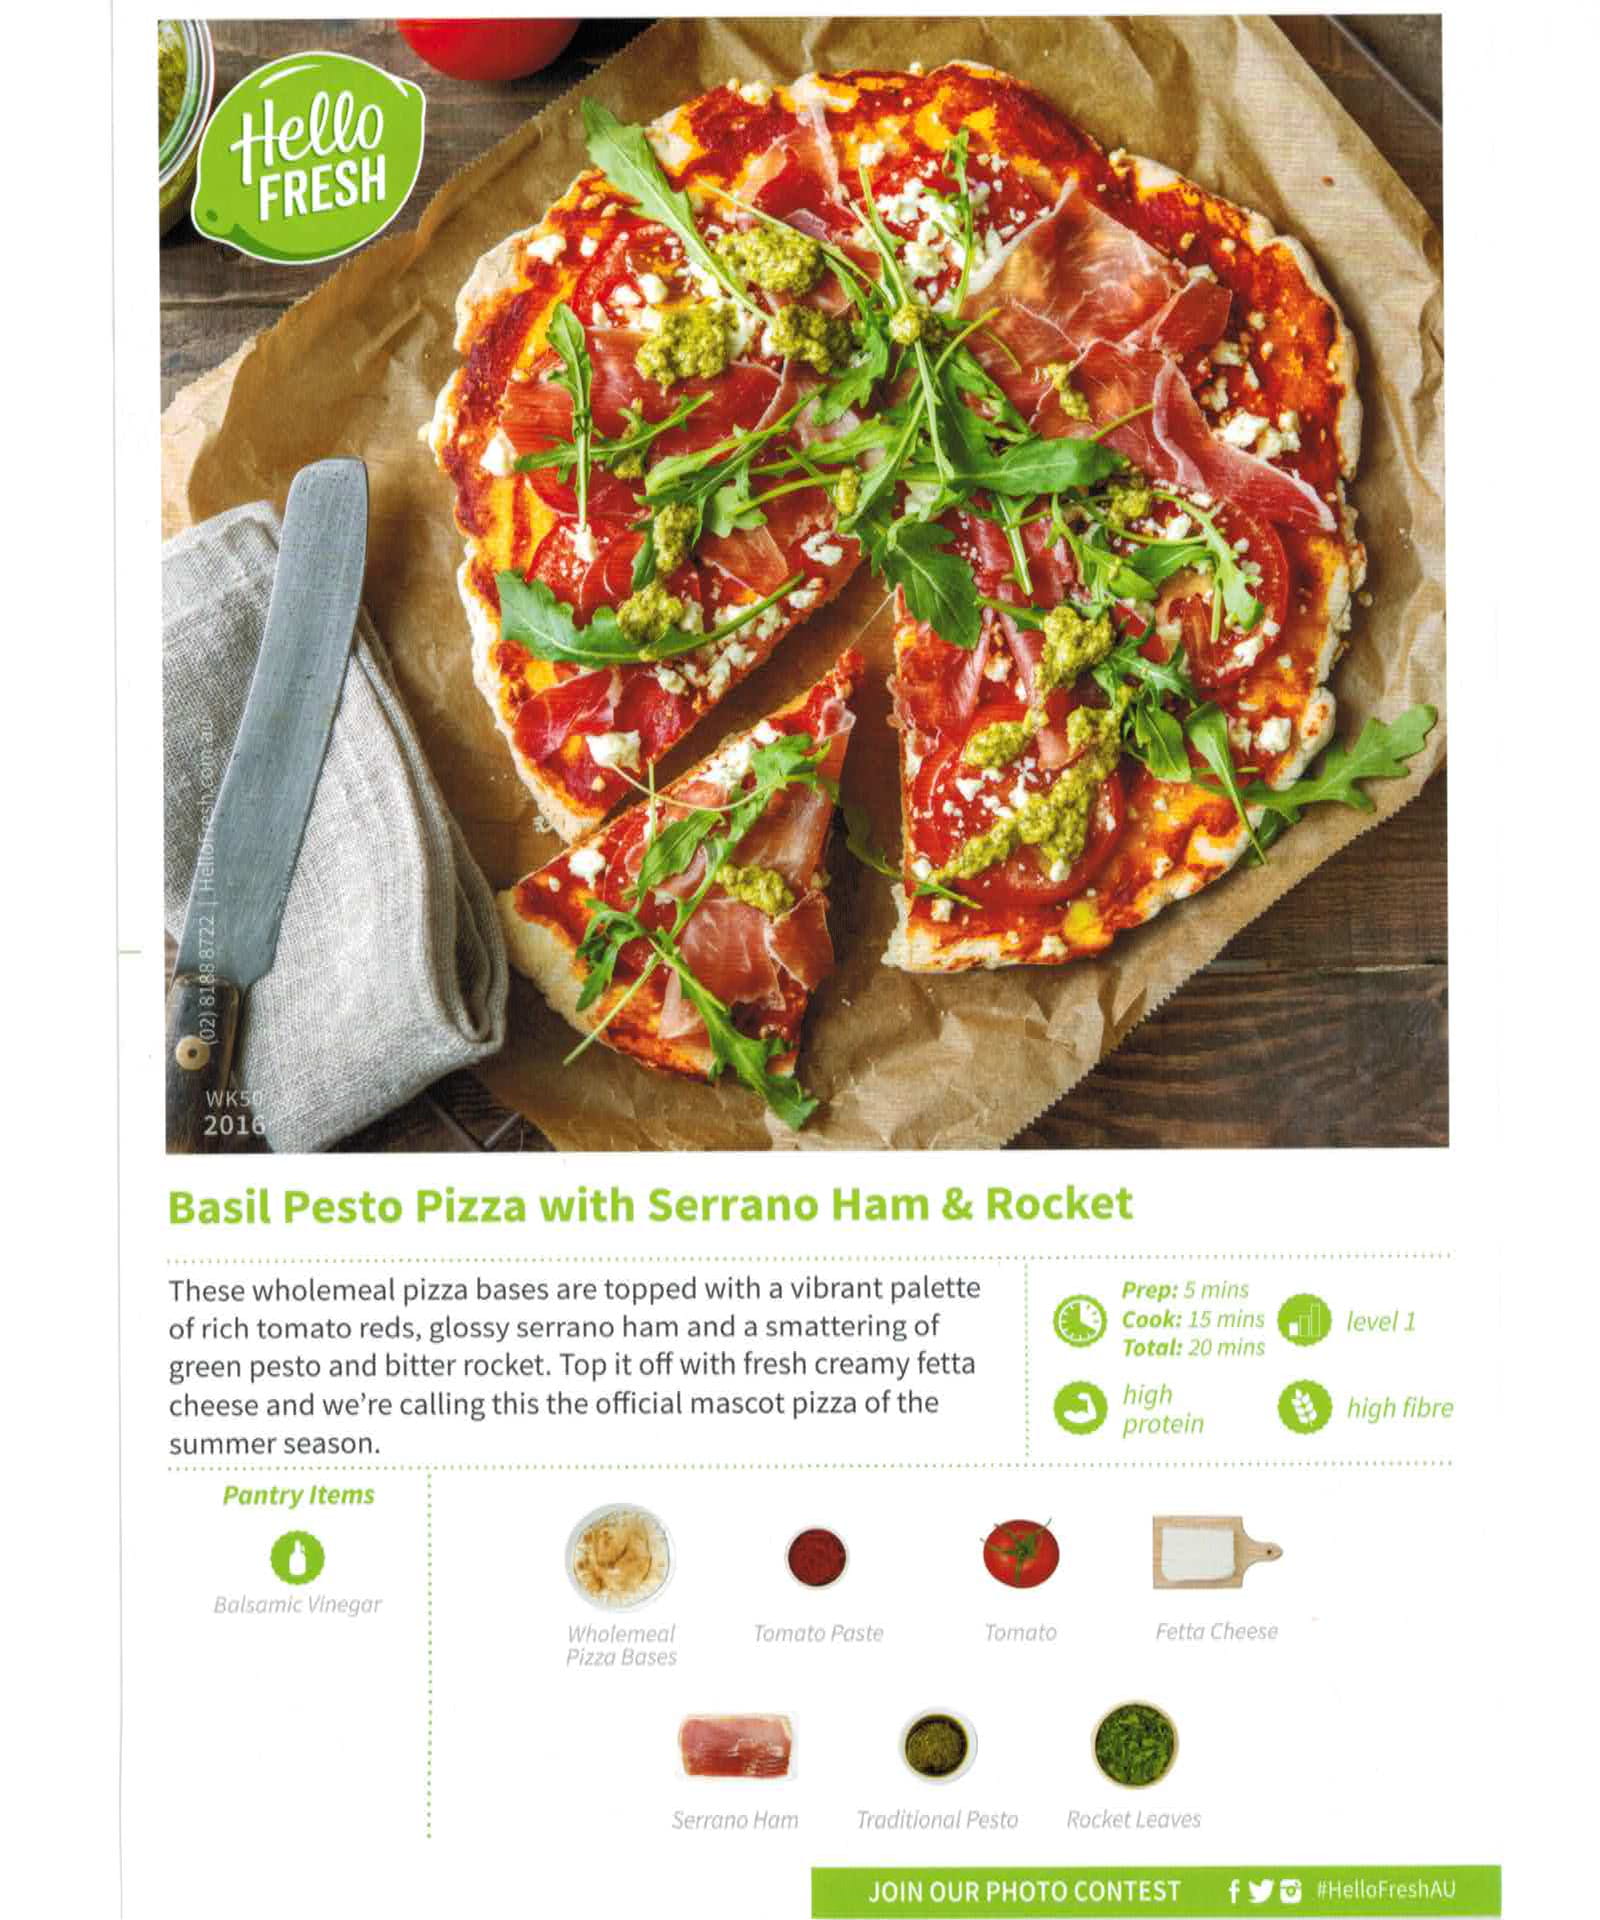 Hello
FRESH
(02) 81888722 | HelloFresh.com.au
WK50
2016
Basil Pesto Pizza with Serrano Ham & Rocket
These wholemeal pizza bases are topped with a vibrant palette
of rich tomato reds, glossy serrano ham and a smattering of
green pesto and bitter rocket. Top it off with fresh creamy fetta
cheese and we're calling this the official mascot pizza of the
summer season.
Prep: 5 mins
Cook: 15 mins
Total: 20 mins
level 1
high
protein
high fibre
Pantry Items
Balsamic Vinegar
Wholemeal
Pizza Bases
Tomato Paste
Tomato
Fetta Cheese
Serrano Ham
Traditional Pesto
Rocket Leaves
JOIN OUR PHOTO CONTEST
#HelloFreshAU